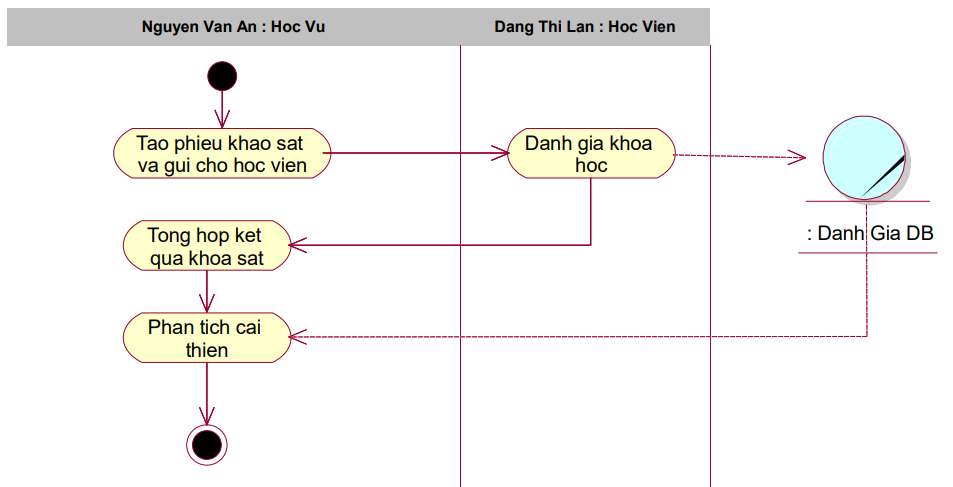 Nguyen Van An : Hoc Vu
Dang Thi Lan : Hoc Vien
Tao phieu khao sat
va gui cho hoc vien
Danh gia khoa
hoc
: Danh Gia DB
Tong hop ket
qua khoa sat
Phan tich cai
thien